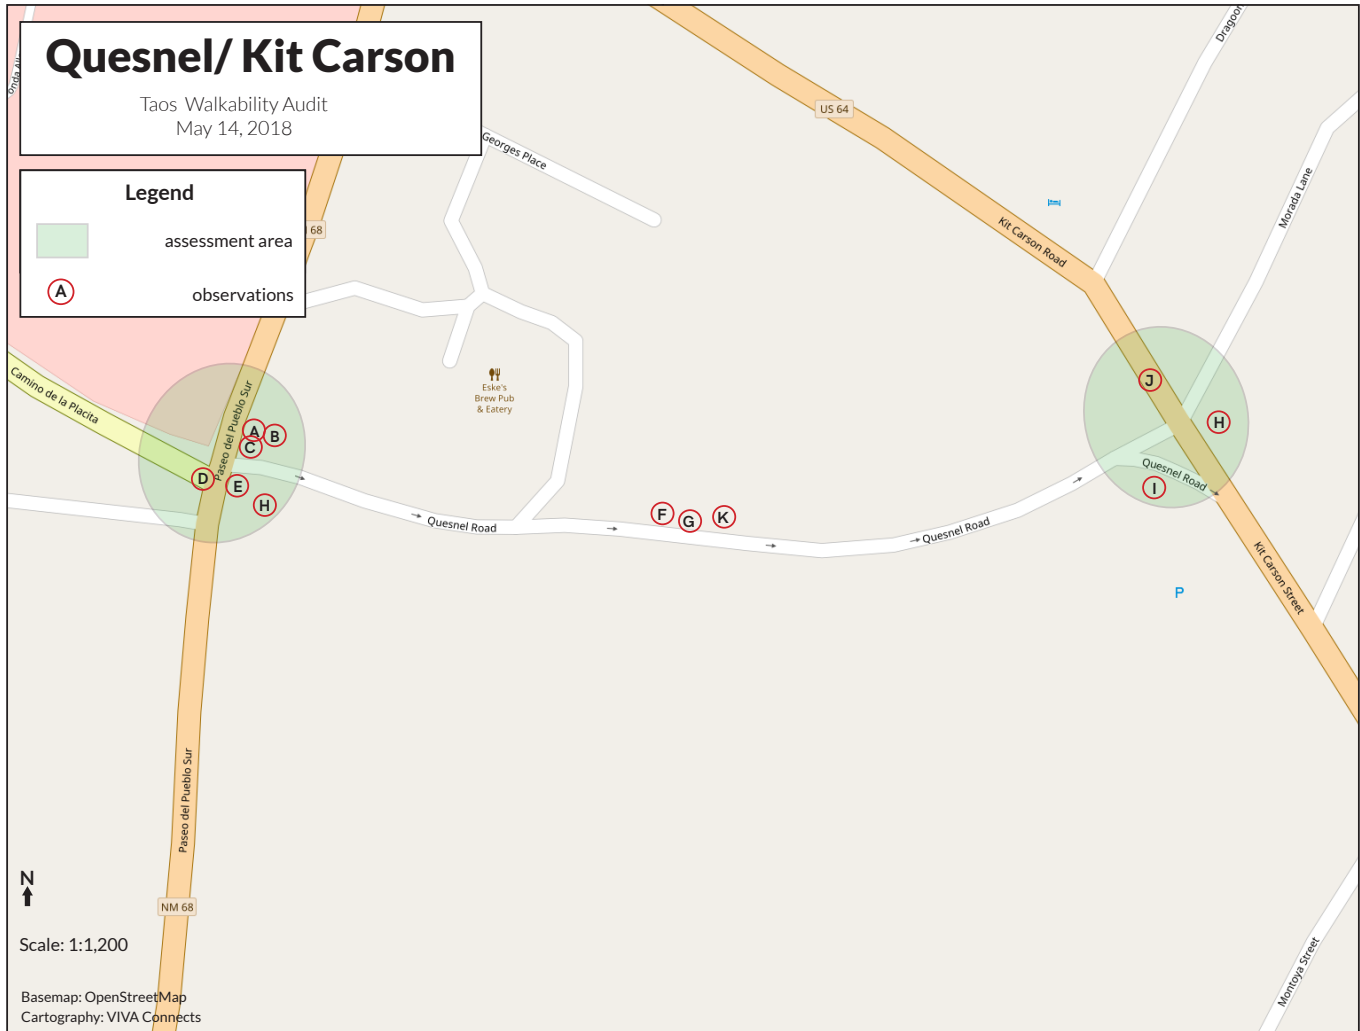 Quesnel/ Kit Carson
Taos Walkability Audit
May 14, 2018
Legend
assessment area
A
observations
68
Georges Place
US 64
Dragoon
Morada Lane
Kit Carson Road
Camino de la Placita
Paseo del Pueblo Sur
Eske's
Brew Pub
& Eatery
A
B
C
D
E
H
Quesnel Road
F
G
K
Quesnel Road
J
H
Quesnel Road
I
Kit Carson Street
P
Paseo del Pueblo Sur
NM 68
Montoya Street
N
Scale: 1:1,200
Basemap: OpenStreetMap
Cartography: VIVA Connects